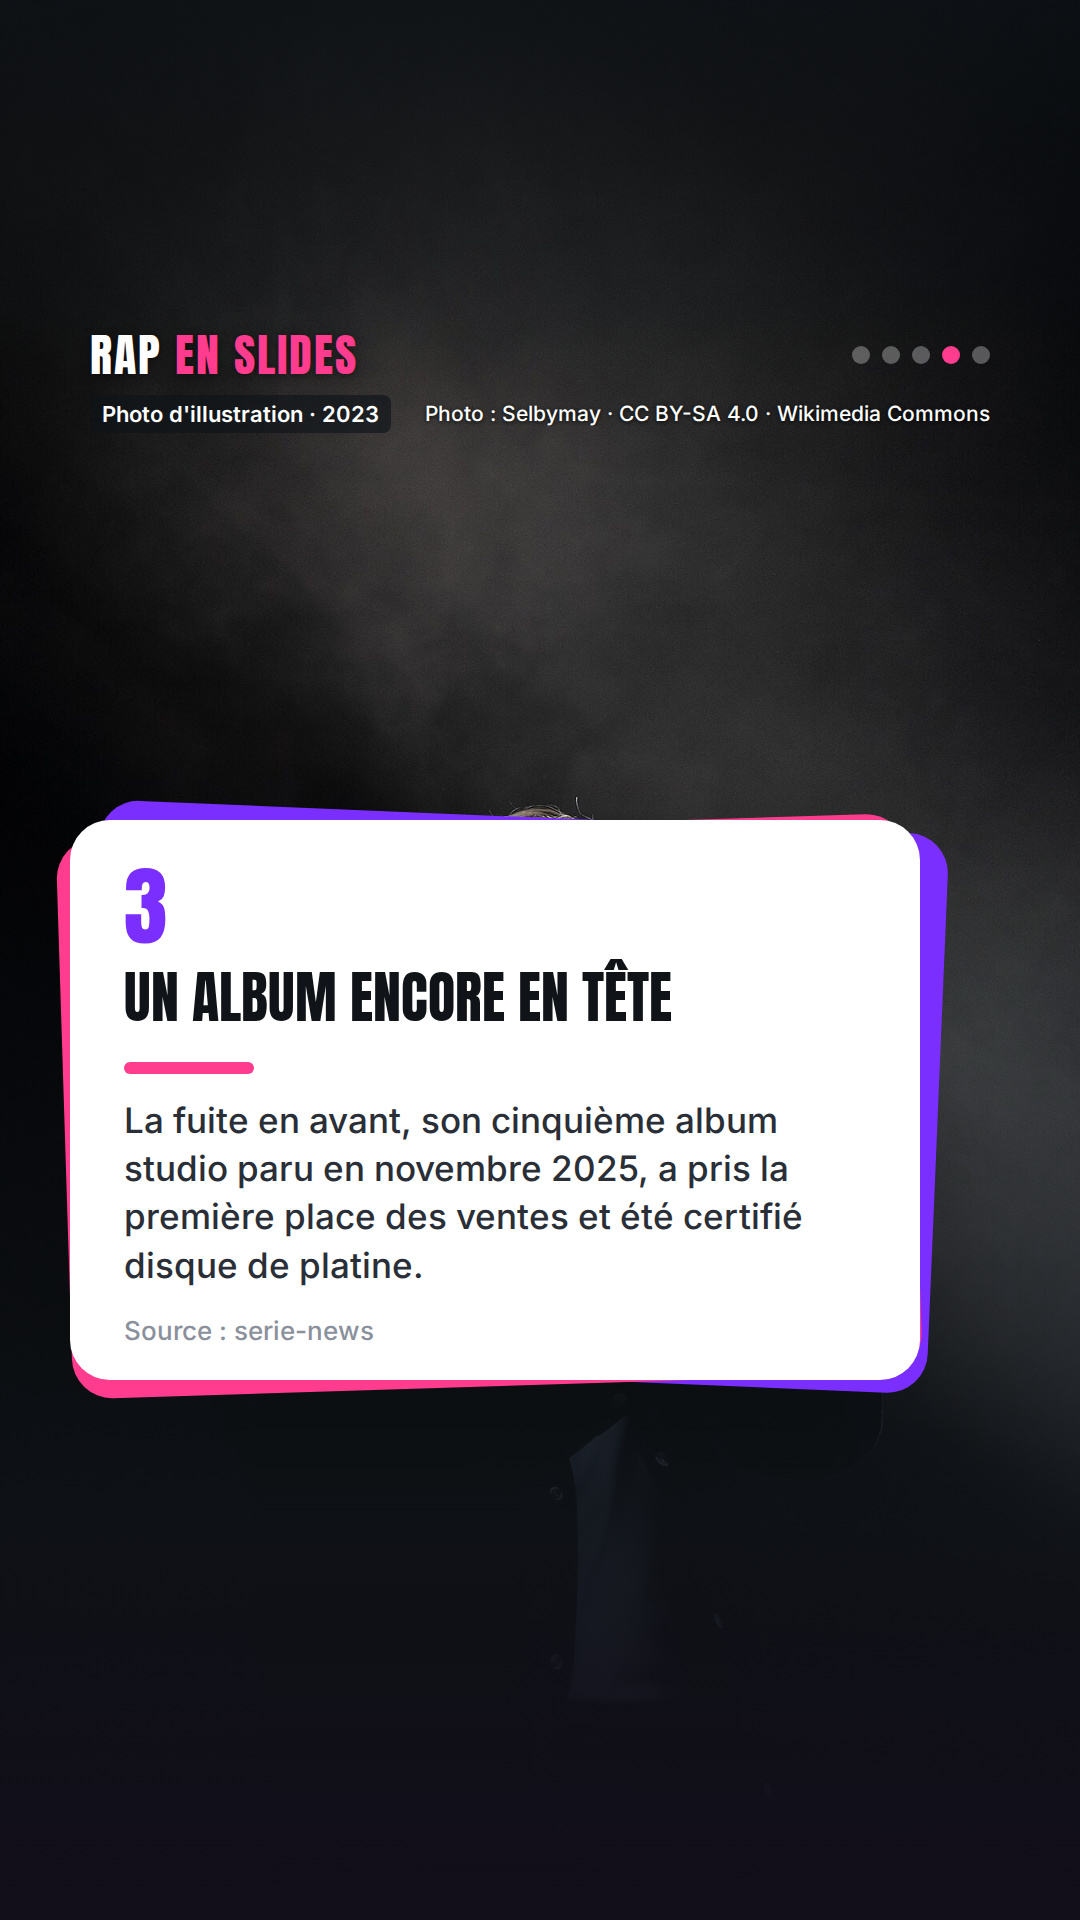 RAP EN SLIDES
Photo d'illustration · 2023
Photo : Selbymay · CC BY-SA 4.0 · Wikimedia Commons
3
UN ALBUM ENCORE EN TÊTE
La fuite en avant, son cinquième album
studio paru en novembre 2025, a pris la
première place des ventes et été certifié
disque de platine.
Source : serie-news